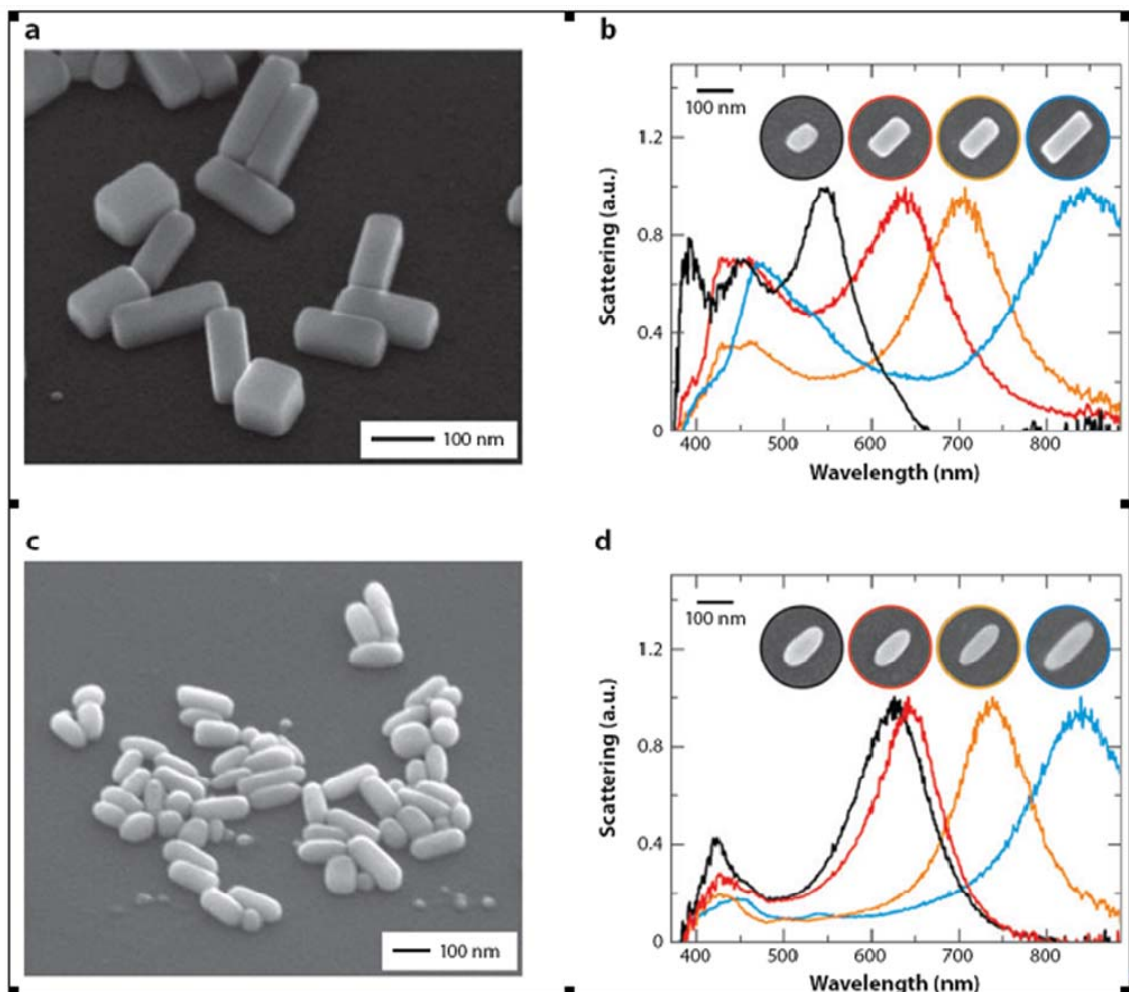 a
100 nm
b
100 nm
1.2
0.8
0.4
0
Scattering (a.u.)
400 500 600 700 800
Wavelength (nm)
c
100 nm
d
100 nm
1.2
0.8
0.4
0
Scattering (a.u.)
400 500 600 700 800
Wavelength (nm)